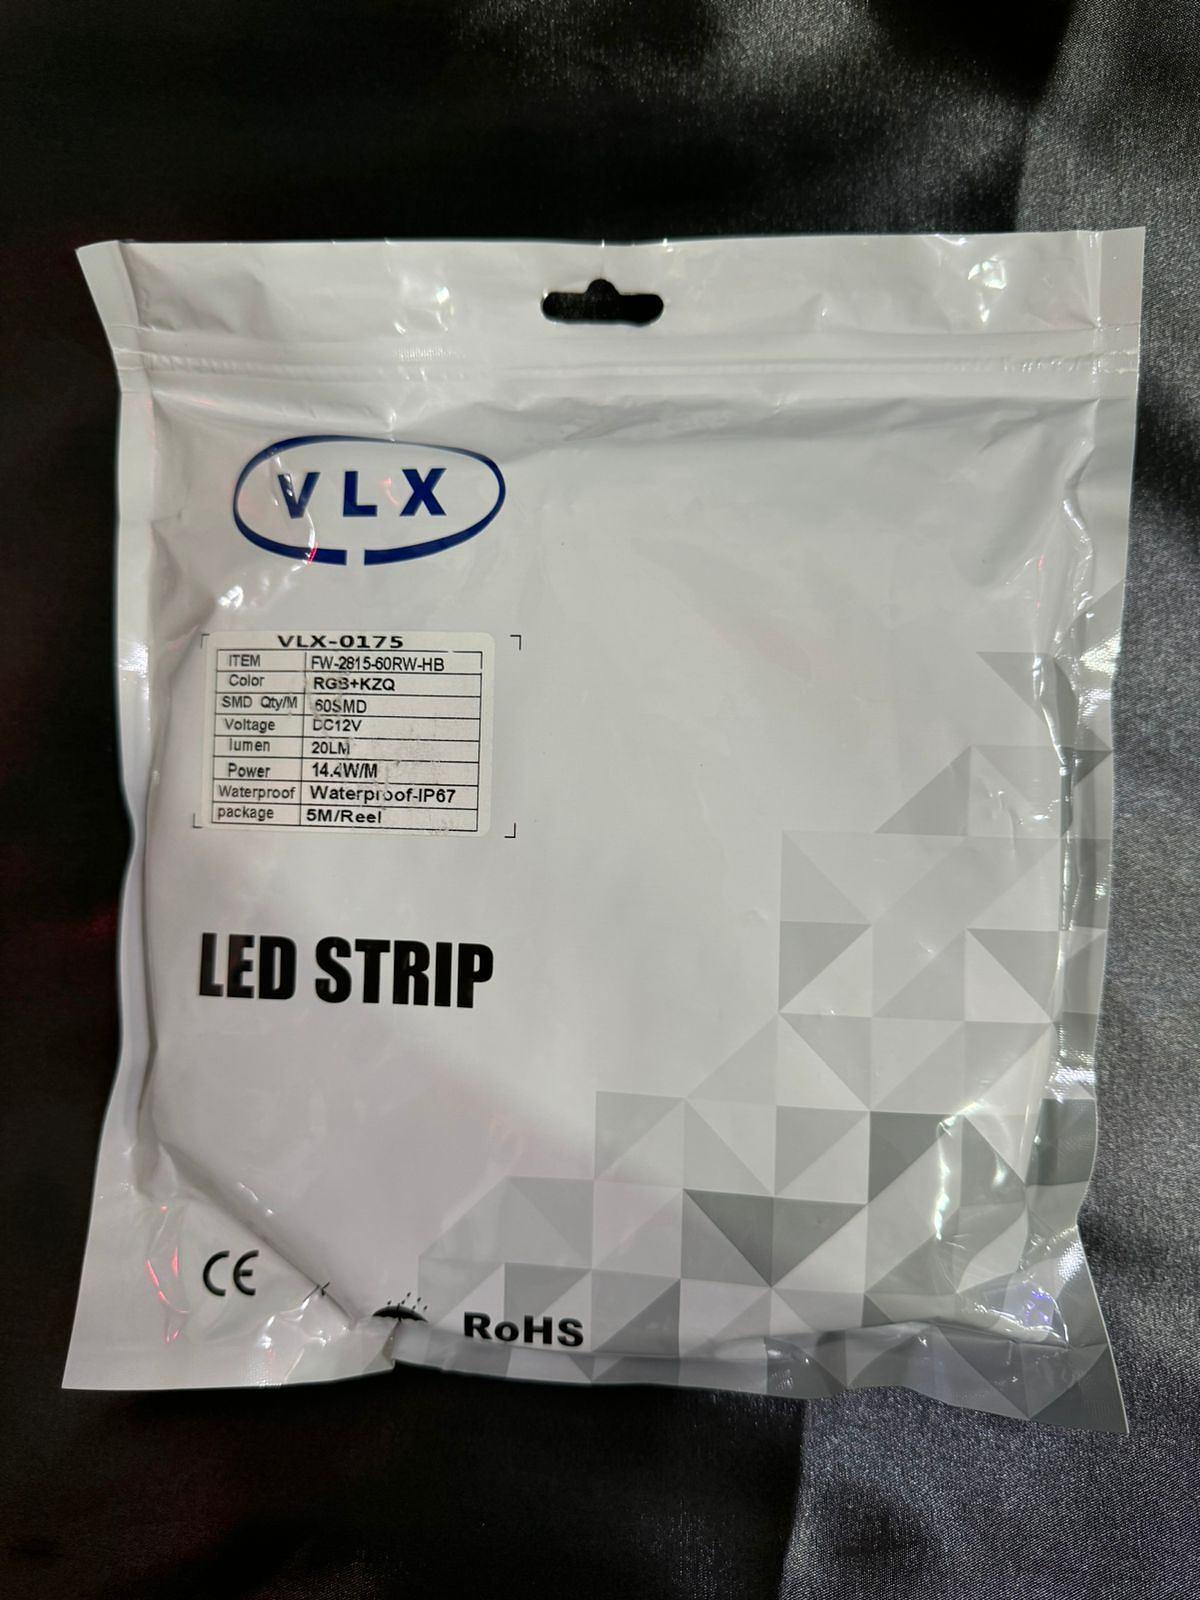 VLX
VLX-0175
ITEM FW-2815-60RW-HB
Color RGB+KZQ
SMD Qty/M 60SMD
Voltage DC12V
lumen 20LM
Power 14.4W/M
Waterproof Waterproof-IP67
package 5M/Reel
LED STRIP
CE
RoHS